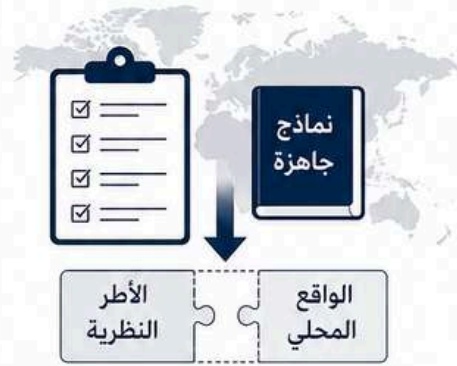 نماذج
جاهزة
الواقع
المحلي
الأطر
النظرية